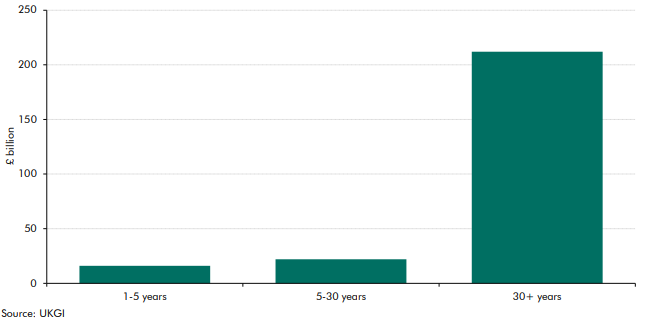 250
200
150
100
50
0
£ billion
1-5 years
5-30 years
30+ years
Source: UKGI